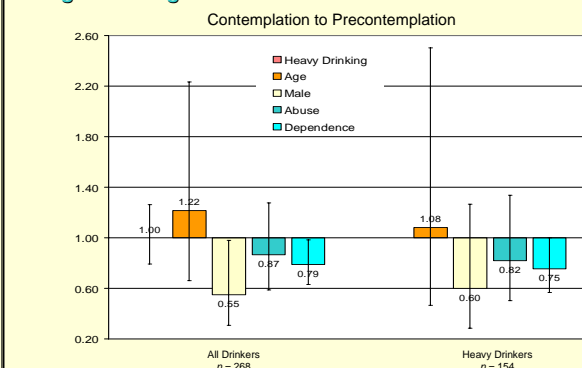 Contemplation to Precontemplation
2.60
2.20
1.80
1.40
1.00
0.60
0.20
Heavy Drinking
Age
Male
Abuse
Dependence
1.00
1.22
0.55
0.87
0.79
1.08
0.60
0.82
0.75
All Drinkers
n = 268
Heavy Drinkers
n = 154